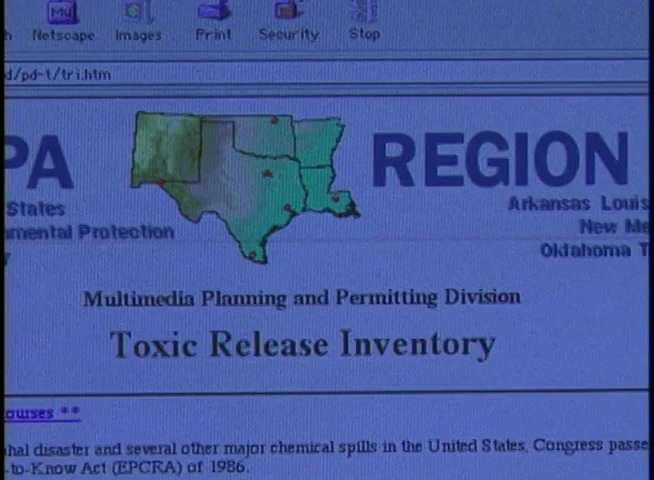 h Netscape Images Print Security Stop
d/pd-t/tri.htm
PA REGION
States
mental Protection
y
Arkansas Louis
New Me
Oklahoma T
Multimedia Planning and Permitting Division
Toxic Release Inventory
ourses **
hal disaster and several other major chemical spills in the United States, Congress passe
-to-Know Act (EPCRA) of 1986.